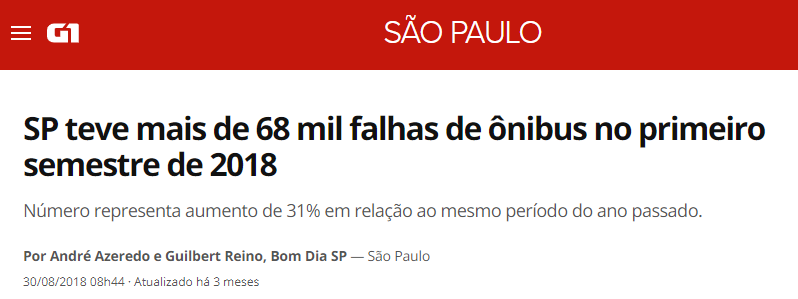 G1
SÃO PAULO
SP teve mais de 68 mil falhas de ônibus no primeiro
semestre de 2018
Número representa aumento de 31% em relação ao mesmo período do ano passado.
Por André Azeredo e Guilbert Reino, Bom Dia SP — São Paulo
30/08/2018 08h44 · Atualizado há 3 meses